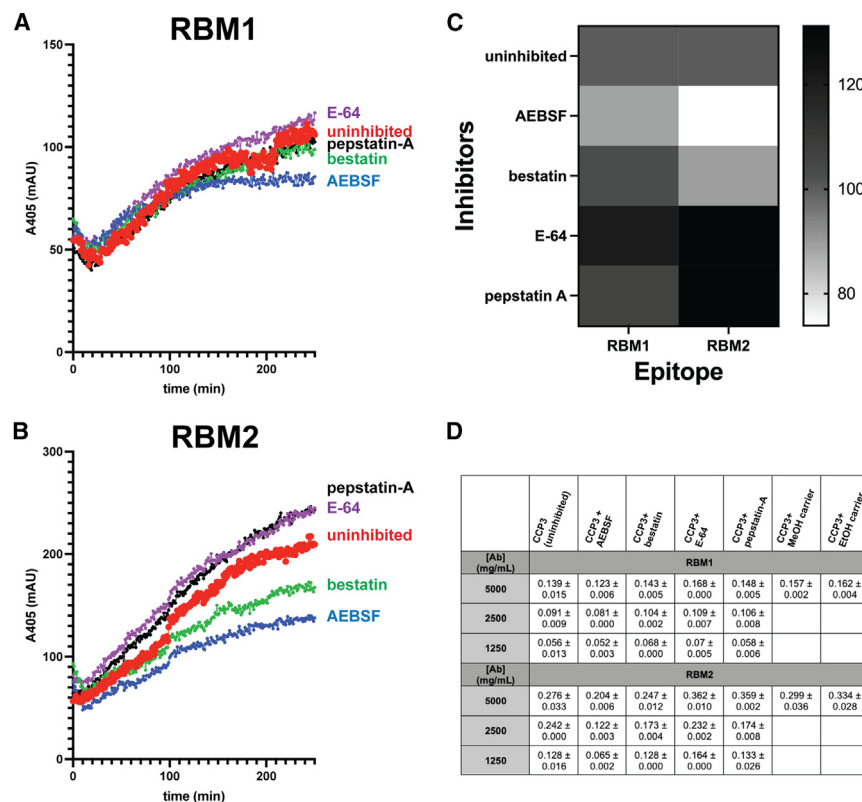 A
RBM1
150
100
50
0
A405 (mAU)
0
100
200
time (min)
E-64
uninhibited
pepstatin-A
bestatin
AEBSF
B
RBM2
300
200
100
0
A405 (mAU)
0
100
200
time (min)
pepstatin-A
E-64
uninhibited
bestatin
AEBSF
C
Inhibitors
uninhibited
AEBSF
bestatin
E-64
pepstatin A
RBM1 RBM2
Epitope
120
100
80
D
CCP3 (uninhibited)
CCP3 + AEBSF
CCP3+ bestatin
CCP3+ E-64
CCP3+ pepstatin-A
CCP3+ MeOH carrier
CCP3+ EtOH carrier
[Ab] (mg/mL) RBM1
5000 0.139 ± 0.015 0.123 ± 0.006 0.143 ± 0.005 0.168 ± 0.000 0.148 ± 0.005 0.157 ± 0.002 0.162 ± 0.004
2500 0.091 ± 0.009 0.081 ± 0.000 0.104 ± 0.002 0.109 ± 0.007 0.106 ± 0.008
1250 0.056 ± 0.013 0.052 ± 0.003 0.068 ± 0.000 0.07 ± 0.005 0.058 ± 0.006
[Ab] (mg/mL) RBM2
5000 0.276 ± 0.033 0.204 ± 0.006 0.247 ± 0.012 0.362 ± 0.010 0.359 ± 0.002 0.299 ± 0.036 0.334 ± 0.028
2500 0.242 ± 0.000 0.122 ± 0.003 0.173 ± 0.004 0.232 ± 0.002 0.174 ± 0.008
1250 0.128 ± 0.016 0.065 ± 0.002 0.128 ± 0.000 0.164 ± 0.000 0.133 ± 0.026